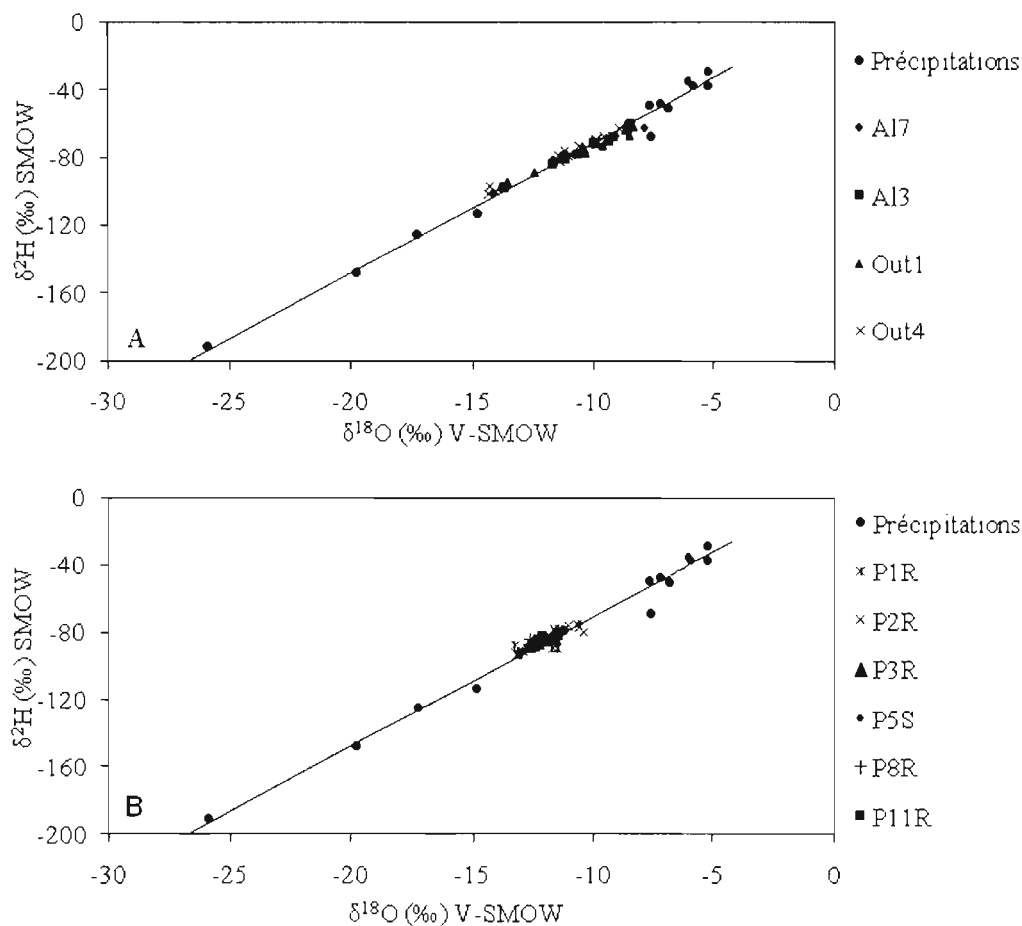 0
-40
-80
-120
-160
-200
δ²H (‰) SMOW
A
-30
-25
-20
-15
-10
-5
0
δ¹⁸O (‰) V-SMOW
Précipitations
Al7
Al3
Out1
Out4
0
-40
-80
-120
-160
-200
δ²H (‰) SMOW
B
-30
-25
-20
-15
-10
-5
0
δ¹⁸O (‰) V-SMOW
Précipitations
P1R
P2R
P3R
P5S
P8R
P11R